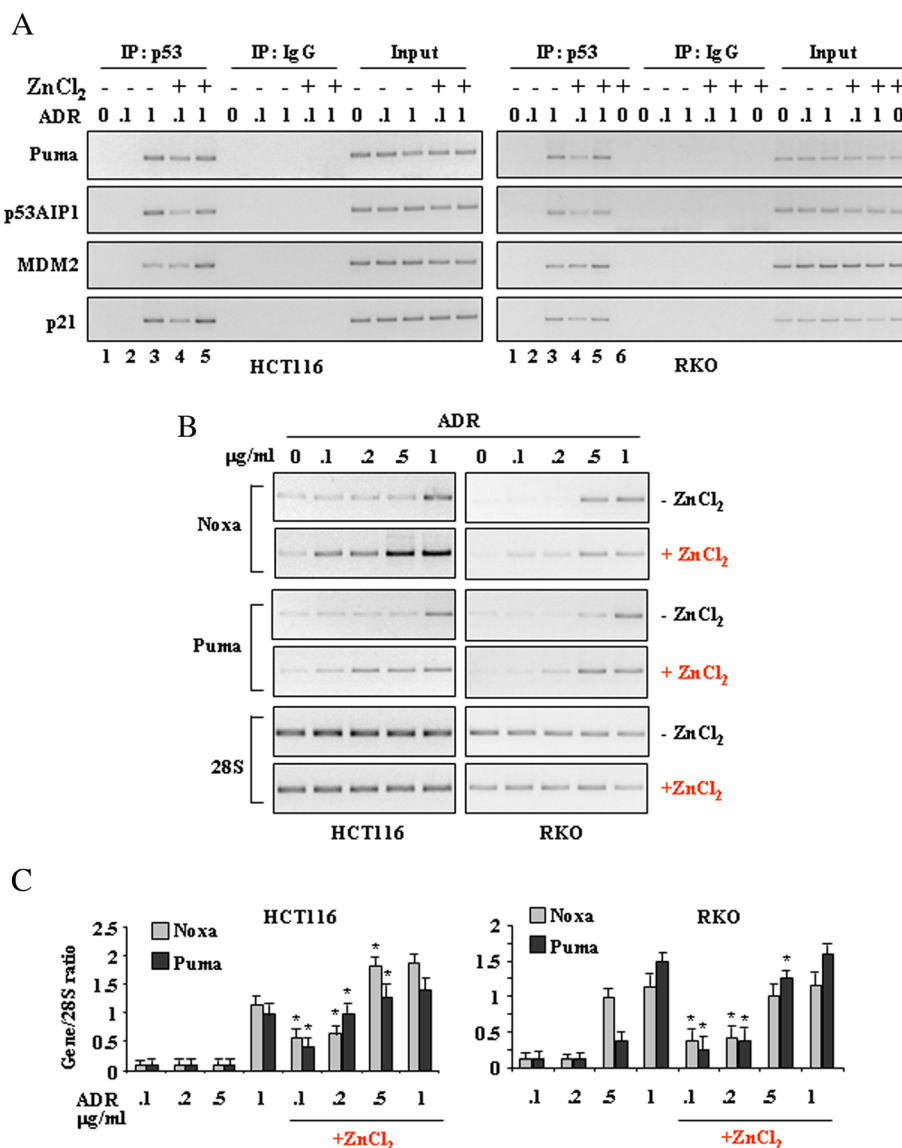 A
IP: p53 IP: IgG Input IP: p53 IP: IgG Input
ZnCl2 - - - + + - - - + + - - - + + - - - + + + - - - + + + - - - + + +
ADR 0 .1 1 .1 1 0 .1 1 .1 1 0 .1 1 .1 1 0 .1 1 .1 1 0 0 .1 1 .1 1 0 0 .1 1 .1 1 0
Puma
p53AIP1
MDM2
p21
1 2 3 4 5 1 2 3 4 5 6
HCT116 RKO
B
ADR
µg/ml 0 .1 .2 .5 1 0 .1 .2 .5 1
Noxa
- ZnCl2
+ ZnCl2
Puma
- ZnCl2
+ ZnCl2
28S
- ZnCl2
+ZnCl2
HCT116 RKO
C
HCT116 RKO
Gene/28S ratio
2.5
2
1.5
1
0.5
0
Noxa
Puma
* * * * * *
2
1.5
1
0.5
0
Noxa
Puma
* * * * *
ADR .1 .2 .5 1 .1 .2 .5 1 .1 .2 .5 1 .1 .2 .5 1
µg/ml
+ZnCl2 +ZnCl2